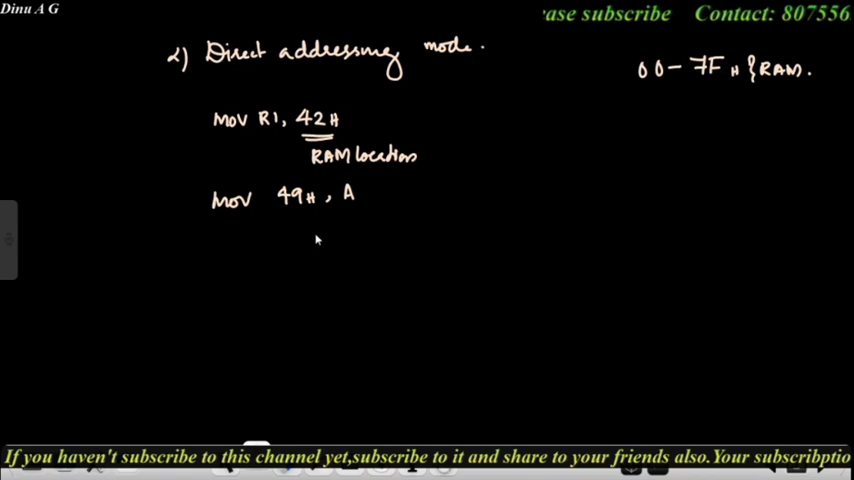 Dinu A G
ase subscribe Contact: 807556
2) Direct addressing mode.
00-7F H }RAM.
MOV R1, 42H
RAM location
MOV 49H, A
If you haven't subscribe to this channel yet,subscribe to it and share to your friends also.Your subscribptio